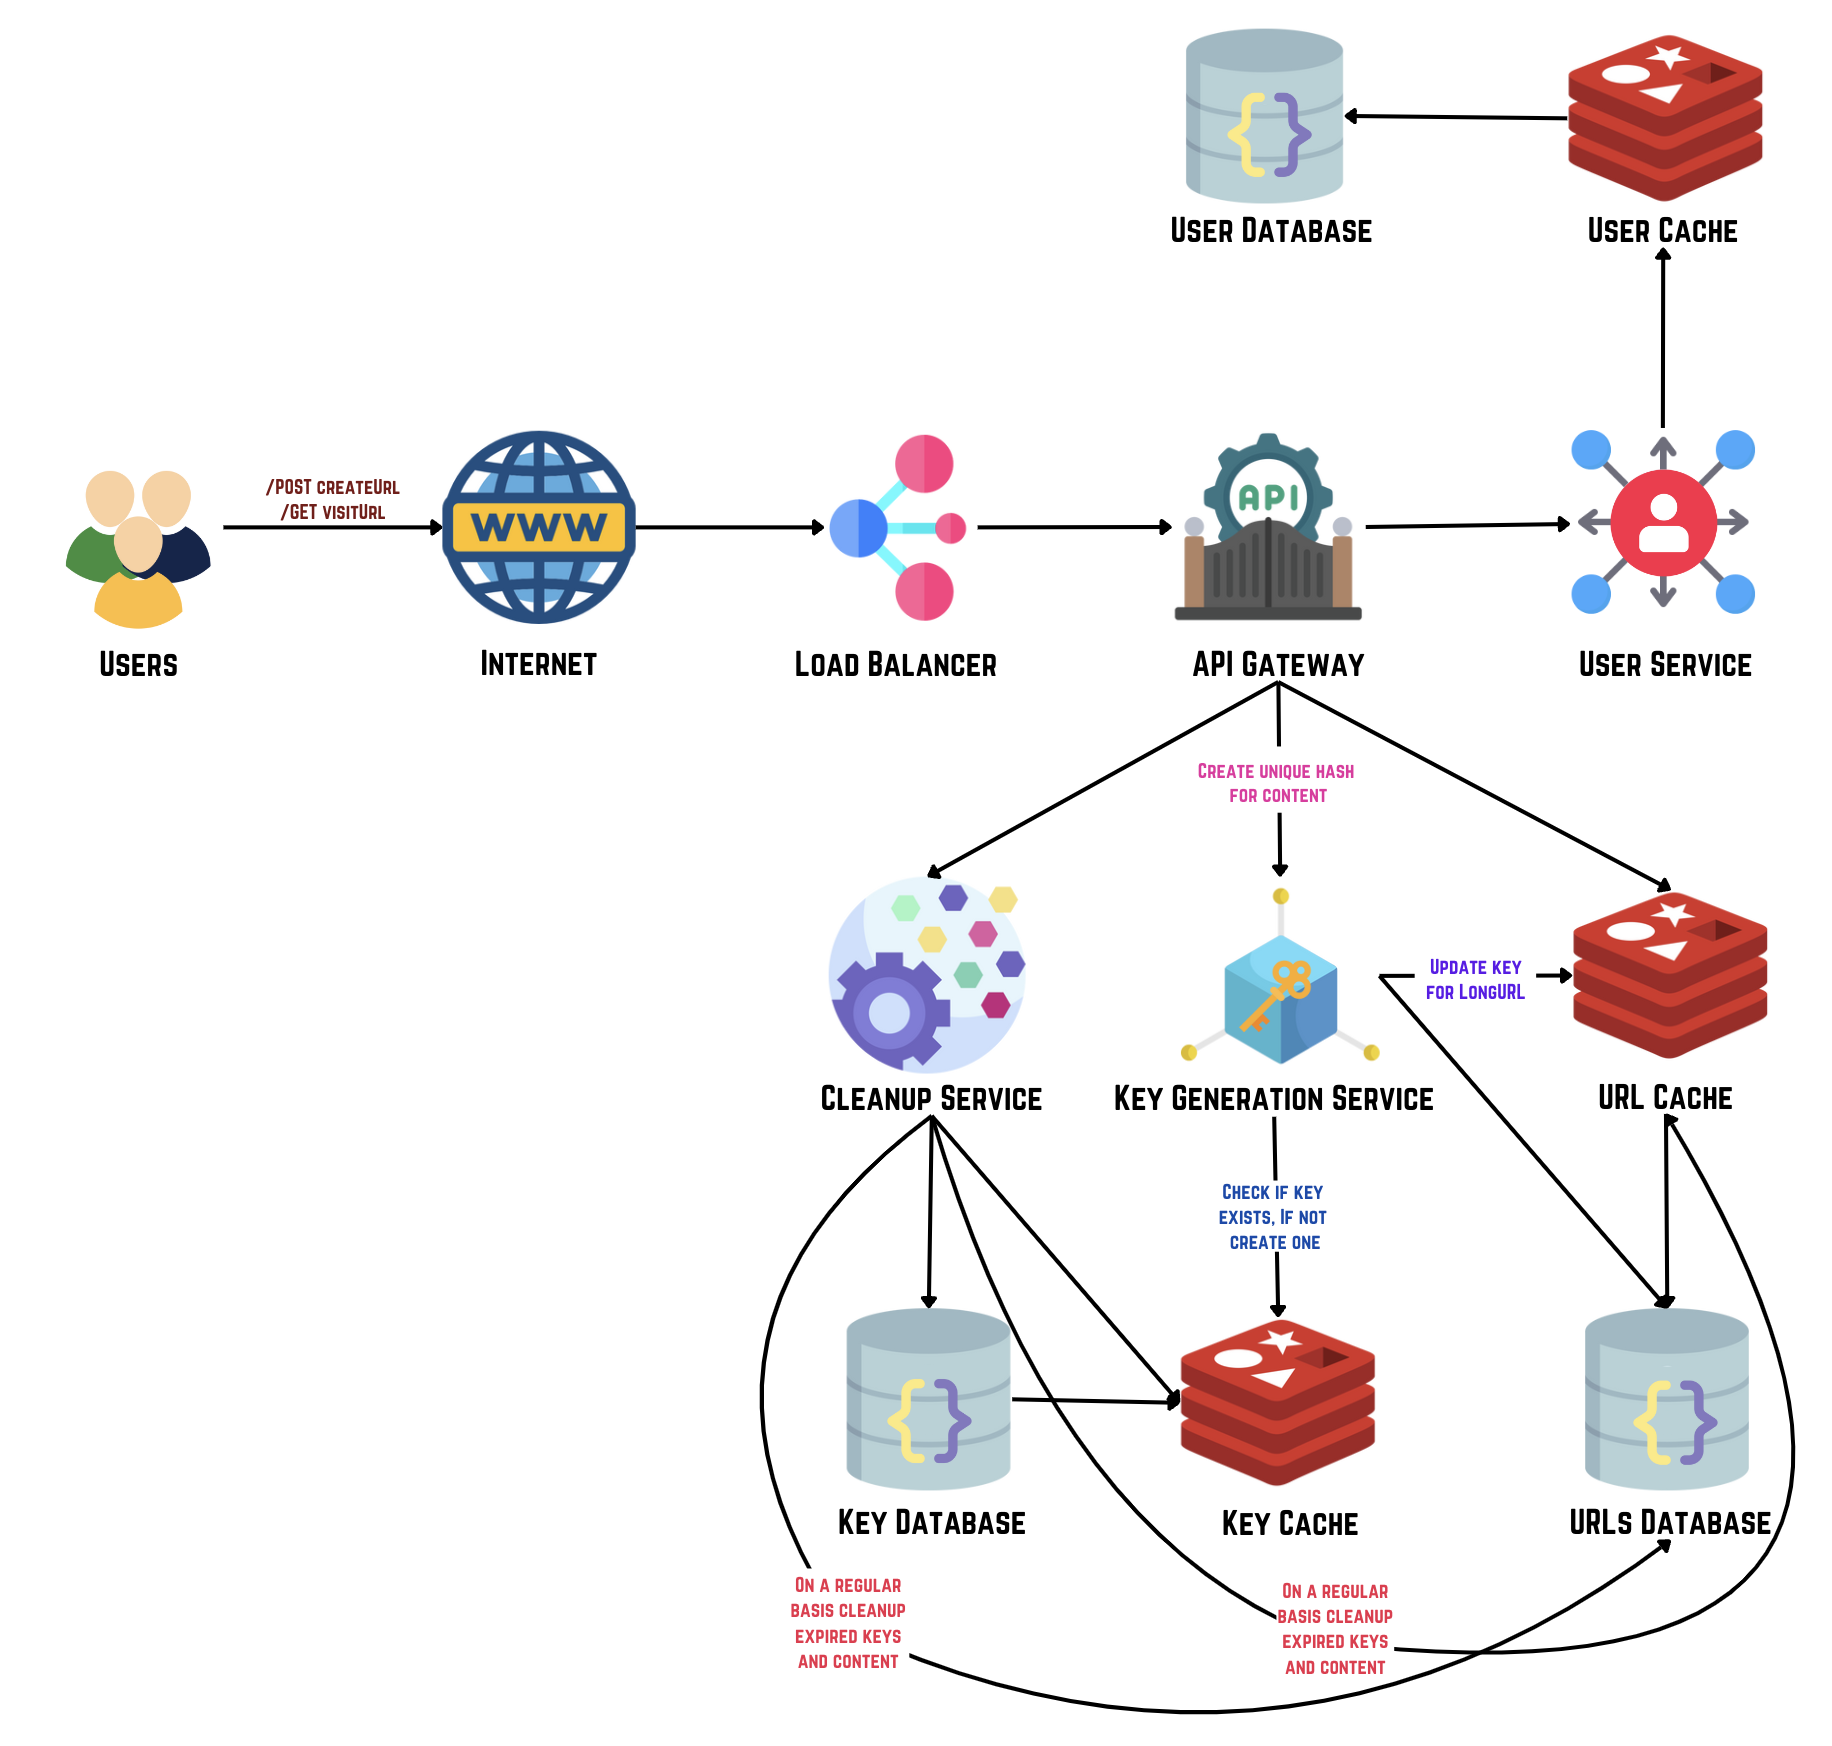 USER DATABASE
USER CACHE
/POST CREATEURL
/GET VISITURL
WWW
API
USERS
INTERNET
LOAD BALANCER
API GATEWAY
USER SERVICE
CREATE UNIQUE HASH
FOR CONTENT
UPDATE KEY
FOR LONGURL
CLEANUP SERVICE
KEY GENERATION SERVICE
URL CACHE
CHECK IF KEY
EXISTS, IF NOT
CREATE ONE
KEY DATABASE
KEY CACHE
URLS DATABASE
ON A REGULAR
BASIS CLEANUP
EXPIRED KEYS
AND CONTENT
ON A REGULAR
BASIS CLEANUP
EXPIRED KEYS
AND CONTENT